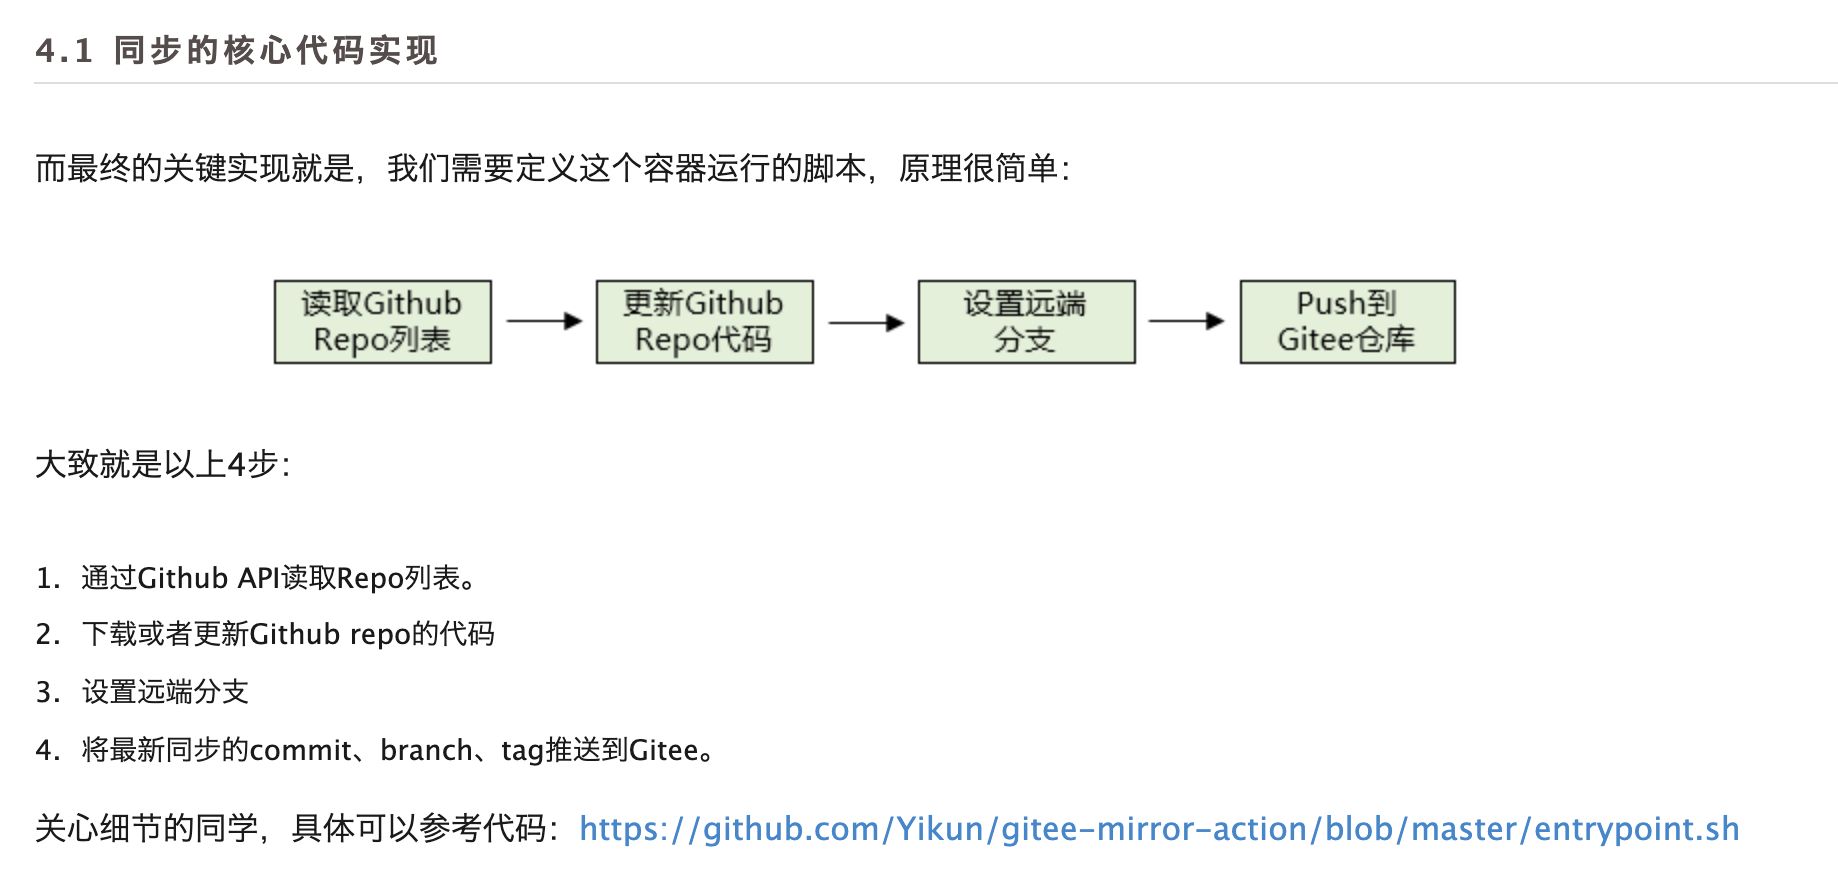 4.1 同步的核心代码实现
而最终的关键实现就是，我们需要定义这个容器运行的脚本，原理很简单：
读取Github
Repo列表
更新Github
Repo代码
设置远端
分支
Push到
Gitee仓库
大致就是以上4步：
1. 通过Github API读取Repo列表。
2. 下载或者更新Github repo的代码
3. 设置远端分支
4. 将最新同步的commit、branch、tag推送到Gitee。
关心细节的同学，具体可以参考代码：https://github.com/Yikun/gitee-mirror-action/blob/master/entrypoint.sh